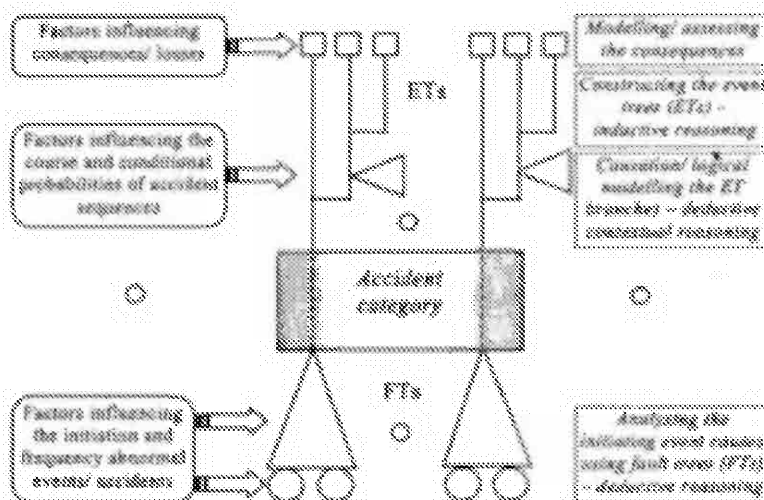 Factors influencing
consequences/ losses
Factors influencing the
course and conditional
probabilities of accident
sequences
Factors influencing
the initiation and
frequency abnormal
events/ accidents
ETs
Accident
category
FTs
Modelling/ assessing
the consequences
Constructing the event
trees (ETs) –
inductive reasoning
Causation/ logical
modelling the ET
branches – deductive
contextual reasoning
Analyzing the
initiating event causes
using fault trees (FTs)
– deductive reasoning